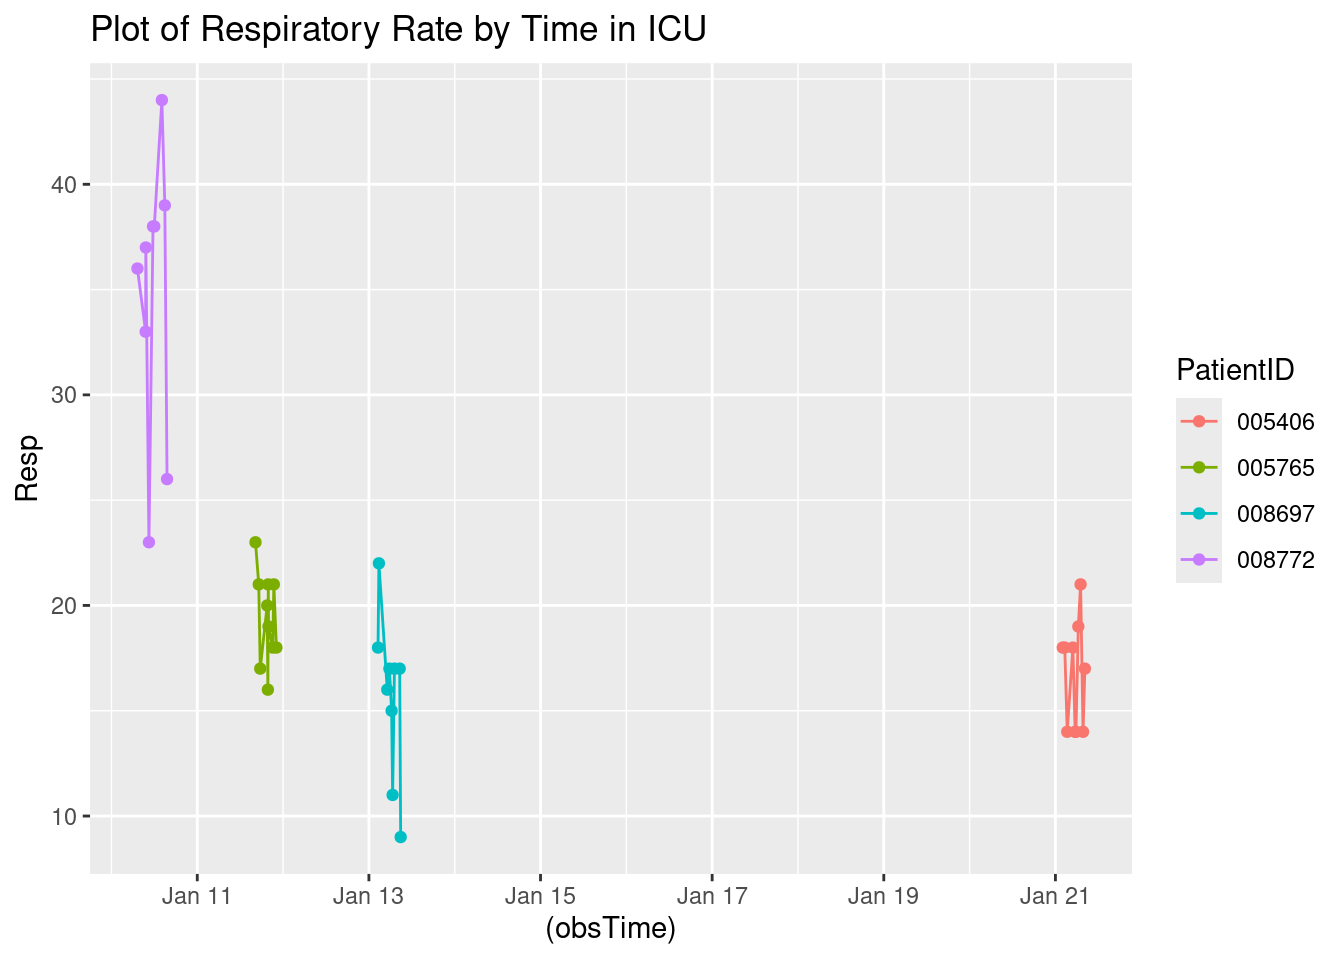 Plot of Respiratory Rate by Time in ICU
40
30
20
10
Resp
Jan 11 Jan 13 Jan 15 Jan 17 Jan 19 Jan 21
(obsTime)
PatientID
005406
005765
008697
008772